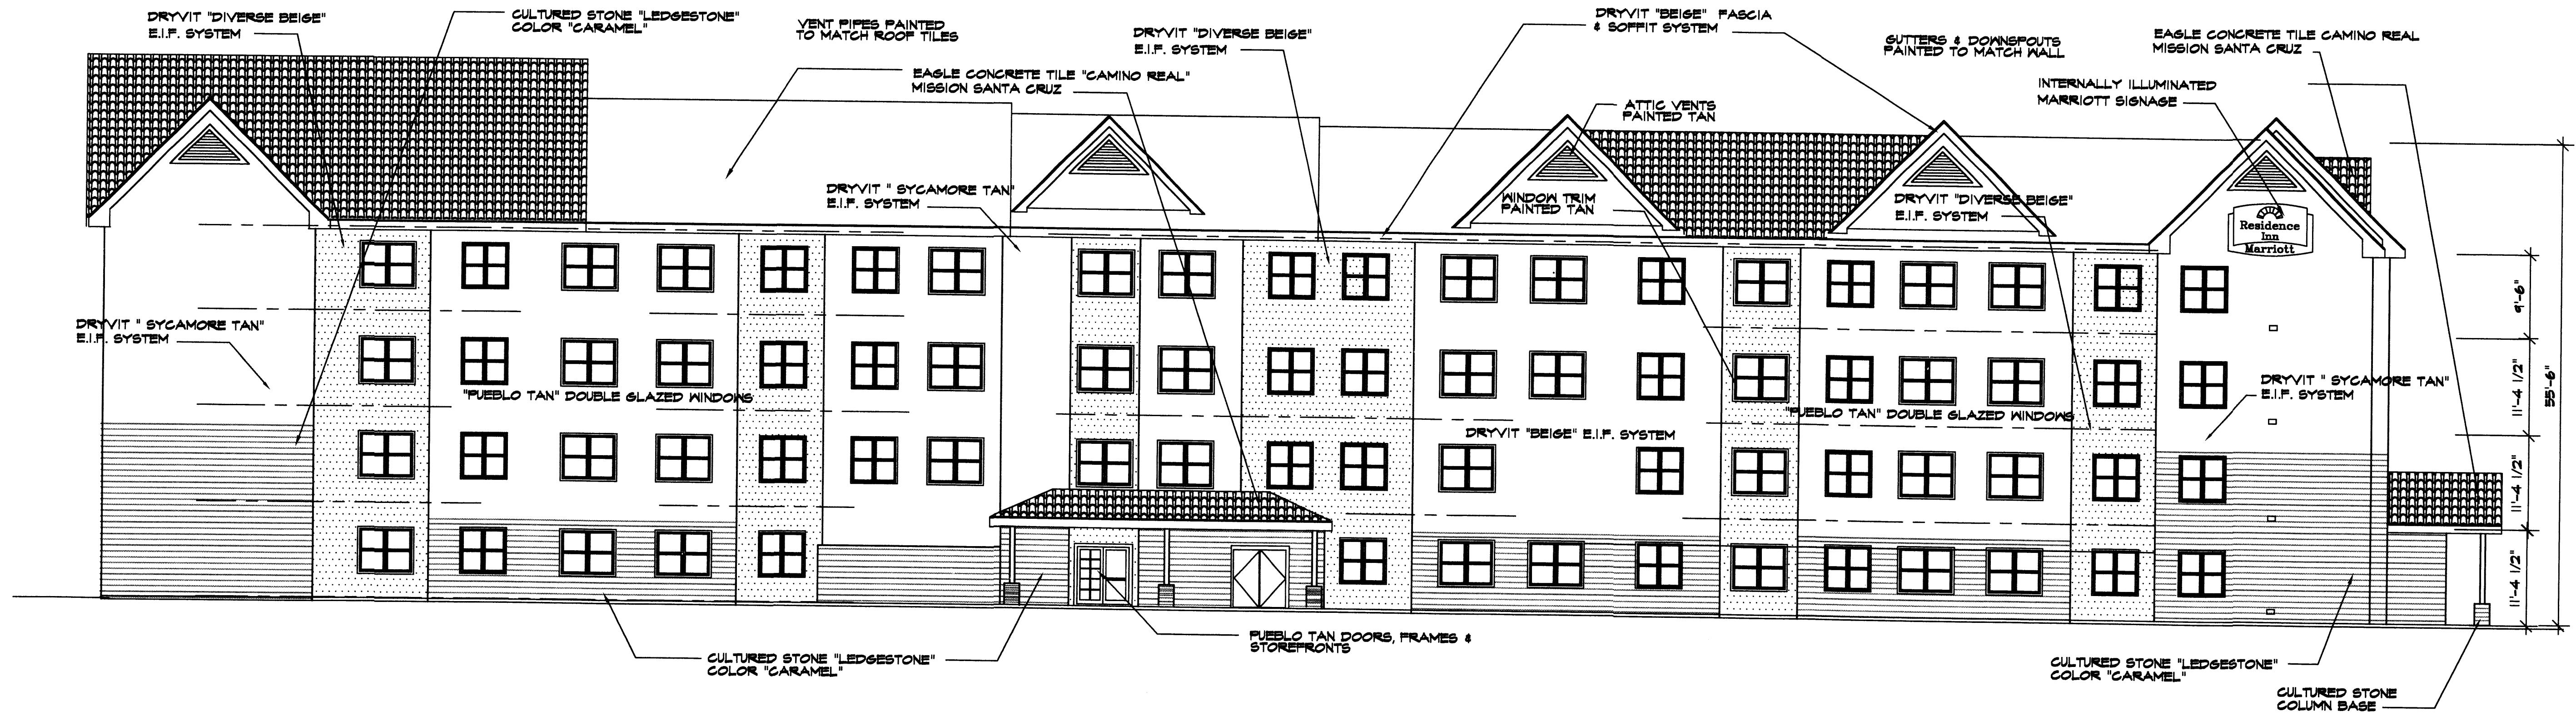 DRYVIT "DIVERSE BEIGE"
E.I.F. SYSTEM
CULTURED STONE "LEDGESTONE"
COLOR "CARAMEL"
VENT PIPES PAINTED
TO MATCH ROOF TILES
EAGLE CONCRETE TILE "CAMINO REAL"
MISSION SANTA CRUZ
DRYVIT "DIVERSE BEIGE"
E.I.F. SYSTEM
DRYVIT "BEIGE" FASCIA
& SOFFIT SYSTEM
GUTTERS & DOWNSPOUTS
PAINTED TO MATCH WALL
EAGLE CONCRETE TILE CAMINO REAL
MISSION SANTA CRUZ
INTERNALLY ILLUMINATED
MARRIOTT SIGNAGE
ATTIC VENTS
PAINTED TAN
DRYVIT " SYCAMORE TAN"
E.I.F. SYSTEM
WINDOW TRIM
PAINTED TAN
DRYVIT "DIVERSE BEIGE"
E.I.F. SYSTEM
Residence
Inn
Marriott
DRYVIT " SYCAMORE TAN"
E.I.F. SYSTEM
"PUEBLO TAN" DOUBLE GLAZED WINDOWS
"PUEBLO TAN" DOUBLE GLAZED WINDOWS
DRYVIT "BEIGE" E.I.F. SYSTEM
DRYVIT " SYCAMORE TAN"
E.I.F. SYSTEM
9'-6"
11'-4 1/2"
11'-4 1/2"
11'-4 1/2"
55'-6"
PUEBLO TAN DOORS, FRAMES &
STOREFRONTS
CULTURED STONE "LEDGESTONE"
COLOR "CARAMEL"
CULTURED STONE "LEDGESTONE"
COLOR "CARAMEL"
CULTURED STONE
COLUMN BASE